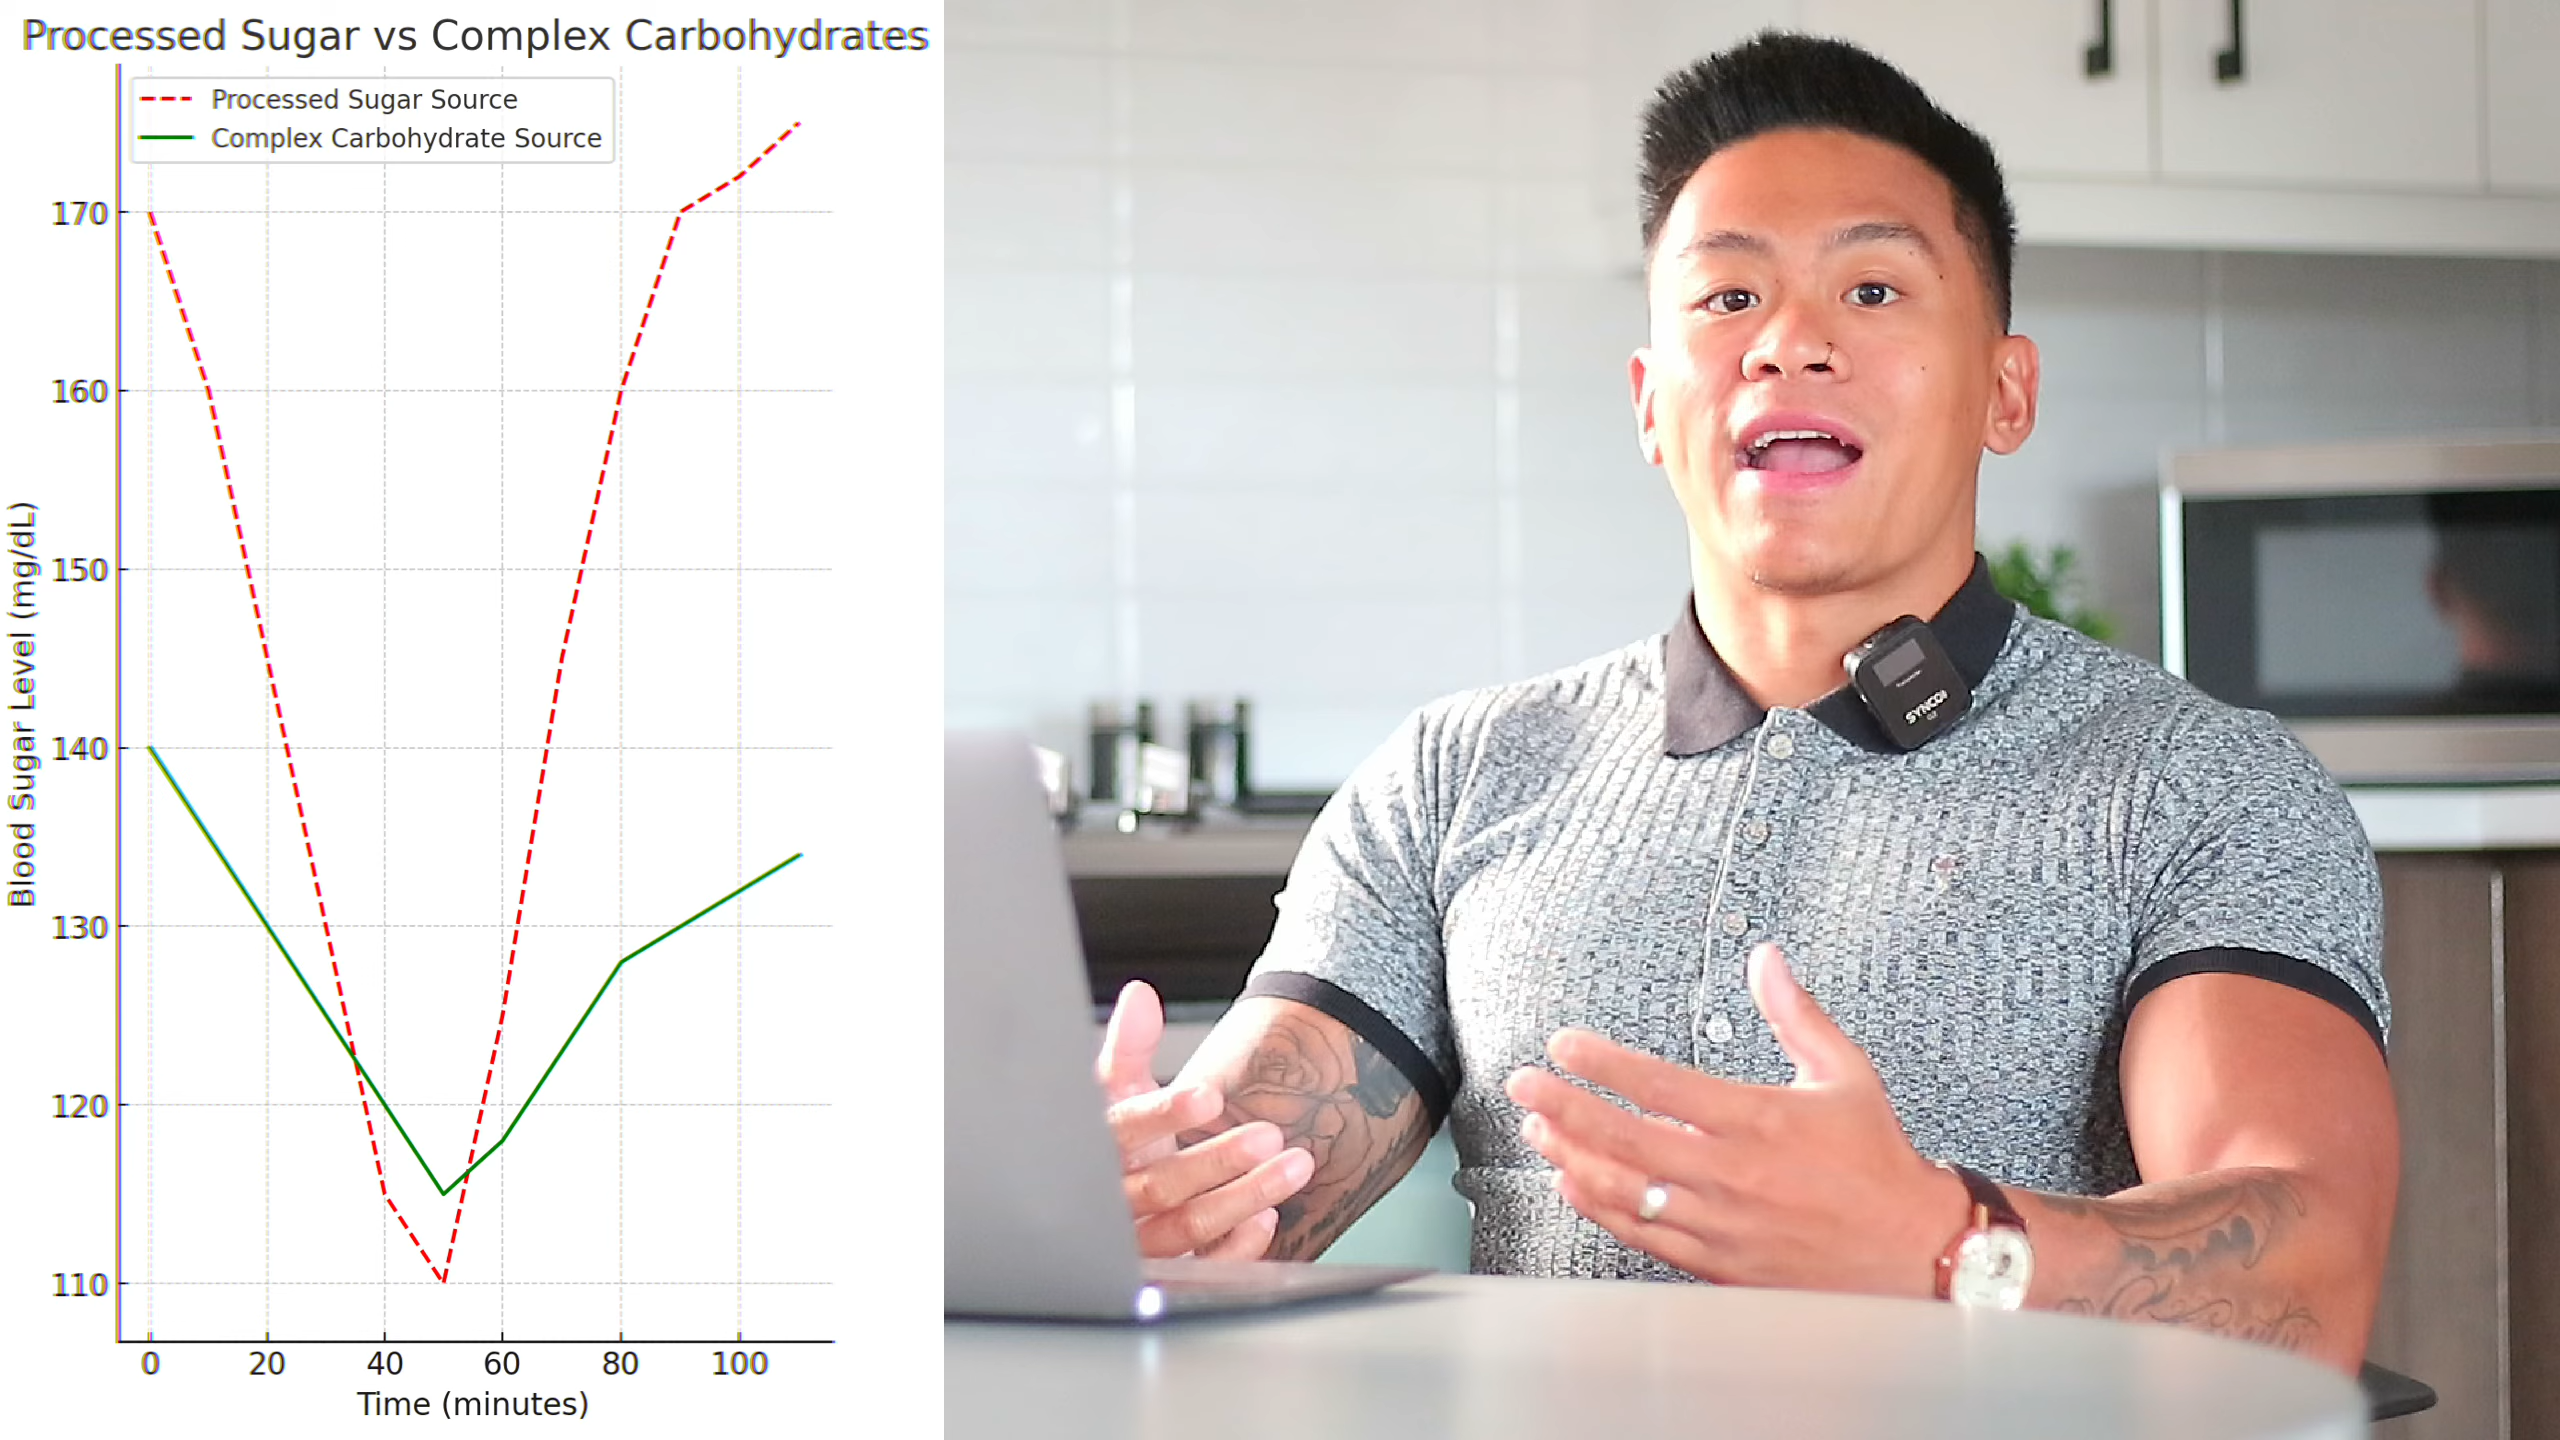 Processed Sugar vs Complex Carbohydrates
Processed Sugar Source
Complex Carbohydrate Source
Blood Sugar Level (mg/dL)
170
160
150
140
130
120
110
0 20 40 60 80 100
Time (minutes)
SYNCO